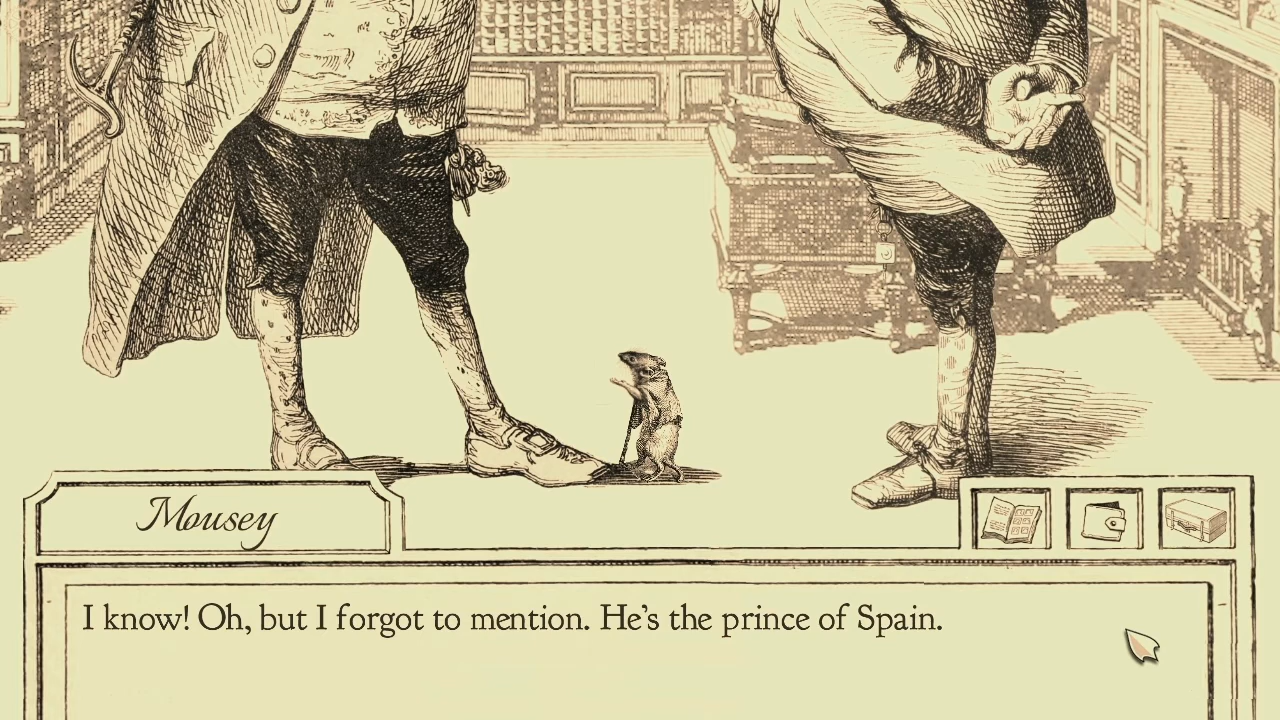 Mousey
I know! Oh, but I forgot to mention. He's the prince of Spain.